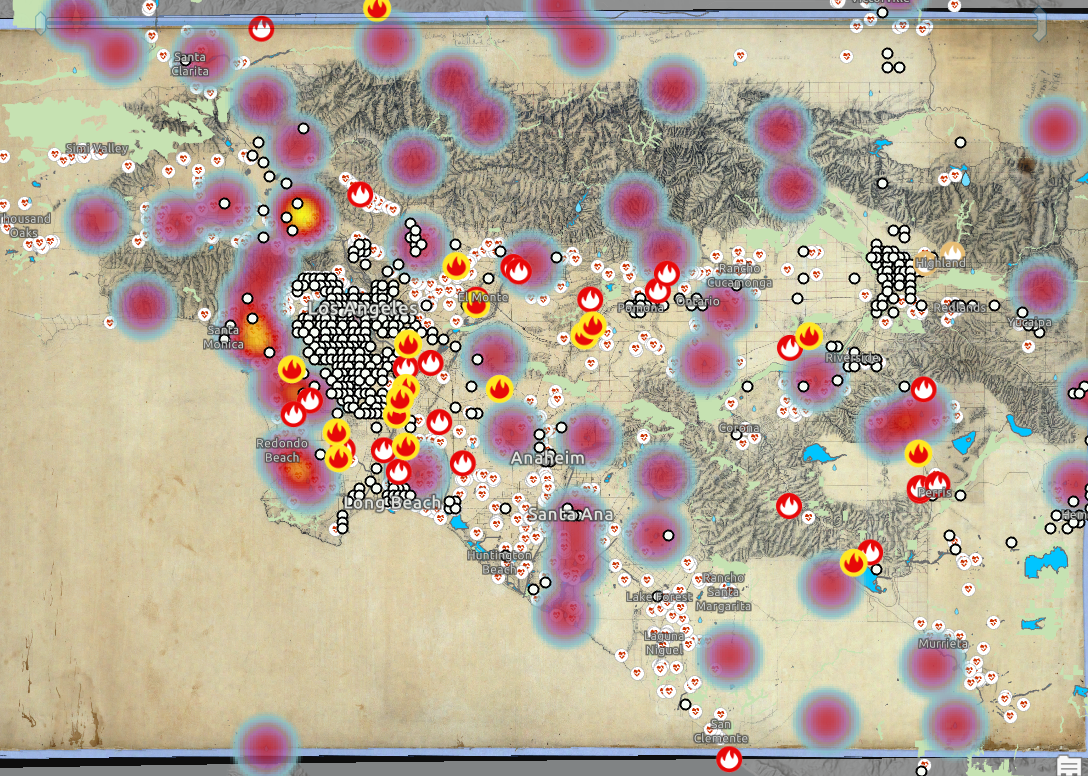 Santa
Clarita
Simi Valley
Thousand
Oaks
Highland
Rancho
Cucamonga
El Monte
Pomona
Ontario
Redlands
Yucaipa
Los Angeles
Santa
Monica
Riverside
Corona
Redondo
Beach
Anaheim
Perris
Long Beach
Santa Ana
Huntington
Beach
Rancho
Santa
Margarita
Lake Forest
Laguna
Niguel
Murrieta
San
Clemente